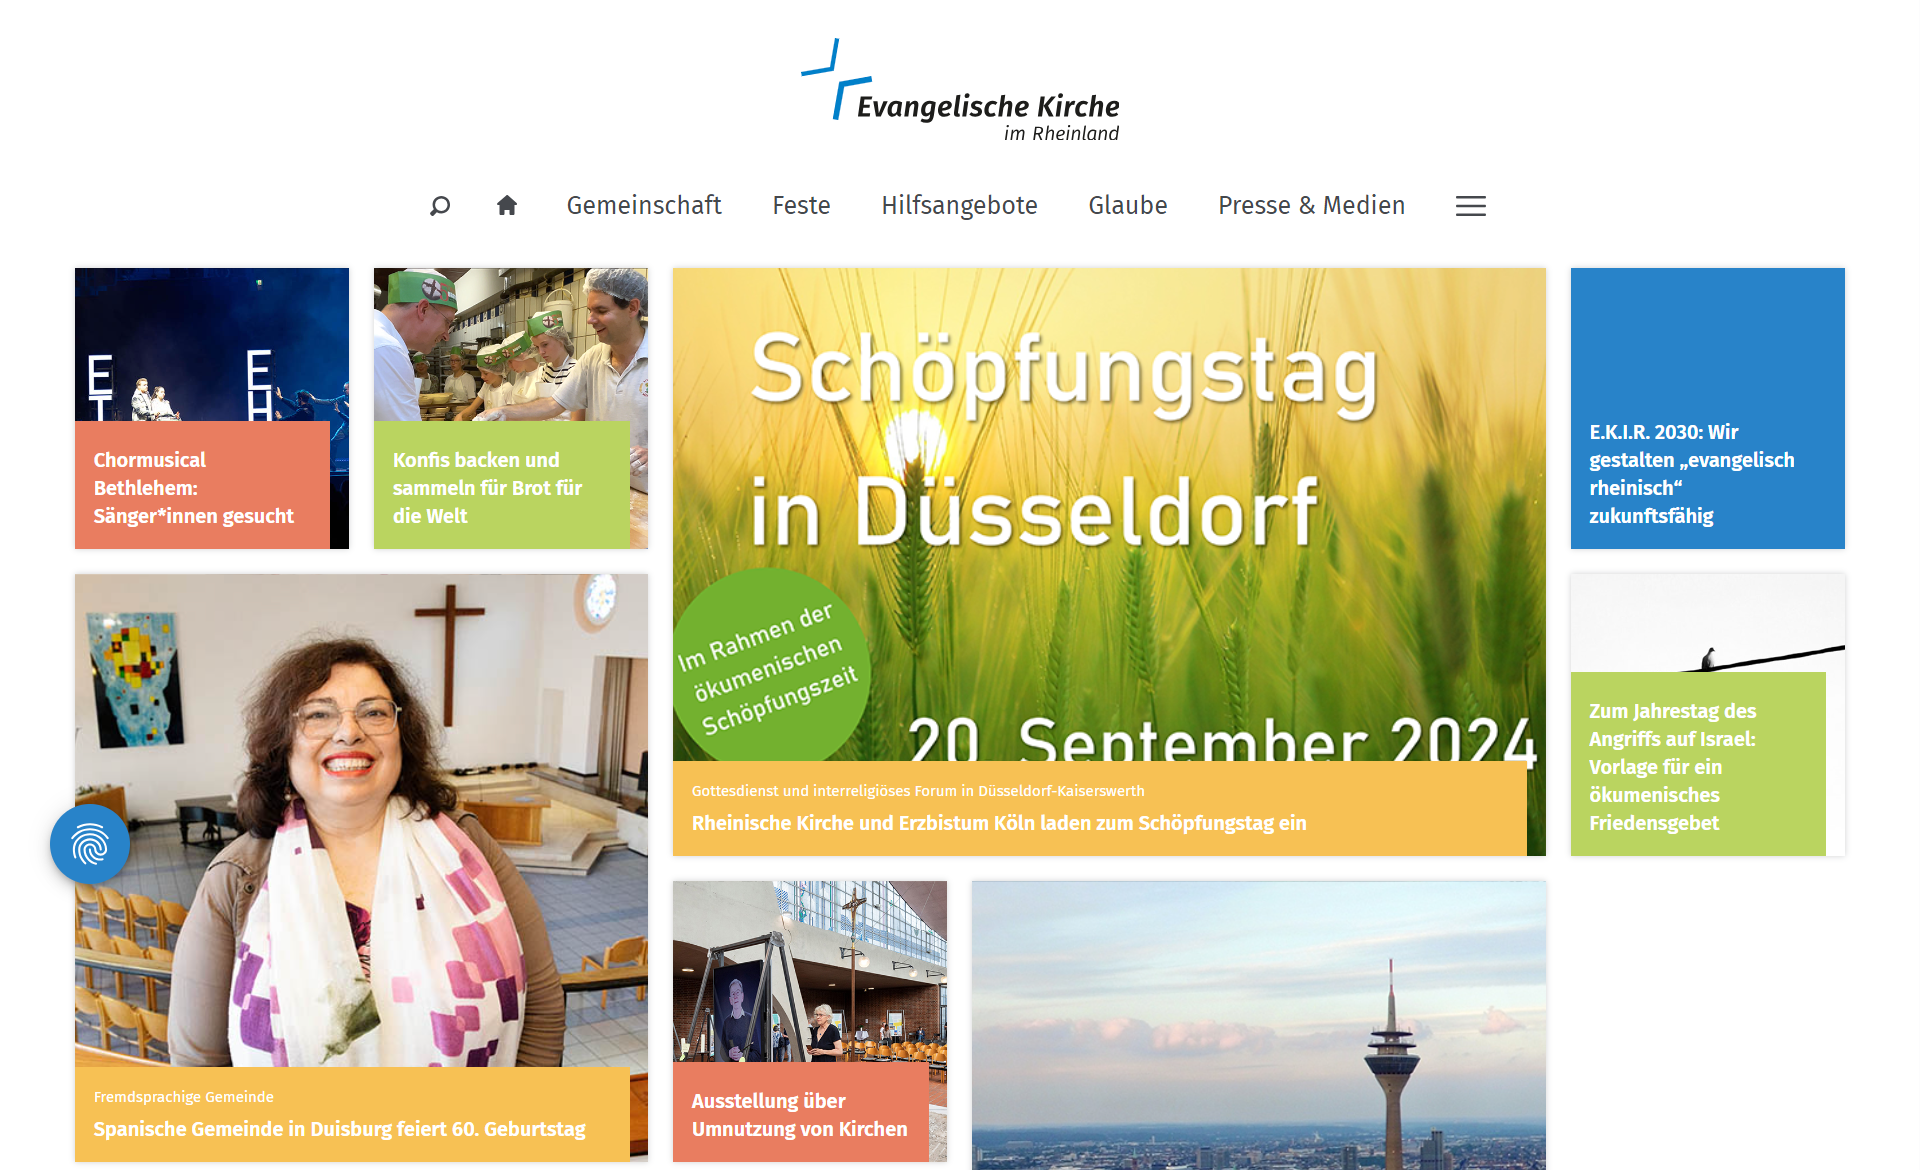 Evangelische Kirche
im Rheinland
Gemeinschaft
Feste
Hilfsangebote
Glaube
Presse & Medien
E
T
E
H
Chormusical
Bethlehem:
Sänger*innen gesucht
Konfis backen und
sammeln für Brot für
die Welt
Schöpfungstag
in Düsseldorf
Im Rahmen der
ökumenischen
Schöpfungszeit
20. September 2024
Gottesdienst und interreligiöses Forum in Düsseldorf-Kaiserswerth
Rheinische Kirche und Erzbistum Köln laden zum Schöpfungstag ein
E.K.I.R. 2030: Wir
gestalten „evangelisch
rheinisch“
zukunftsfähig
Zum Jahrestag des
Angriffs auf Israel:
Vorlage für ein
ökumenisches
Friedensgebet
Fremdsprachige Gemeinde
Spanische Gemeinde in Duisburg feiert 60. Geburtstag
Ausstellung über
Umnutzung von Kirchen